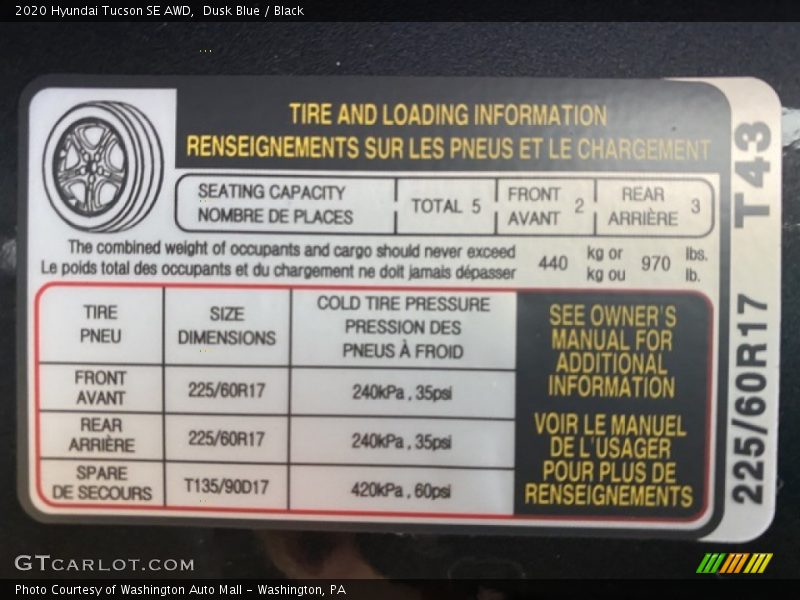 2020 Hyundai Tucson SE AWD,  Dusk Blue / Black
TIRE AND LOADING INFORMATION
RENSEIGNEMENTS SUR LES PNEUS ET LE CHARGEMENT
SEATING CAPACITY
NOMBRE DE PLACES
TOTAL 5
FRONT
AVANT
2
REAR
ARRIÈRE
3
The combined weight of occupants and cargo should never exceed
Le poids total des occupants et du chargement ne doit jamais dépasser
440
kg or
kg ou
970
lbs.
lb.
TIRE
PNEU
SIZE
DIMENSIONS
COLD TIRE PRESSURE
PRESSION DES
PNEUS À FROID
FRONT
AVANT
225/60R17
240kPa , 35psi
REAR
ARRIÈRE
225/60R17
240kPa , 35psi
SPARE
DE SECOURS
T135/90D17
420kPa , 60psi
SEE OWNER'S
MANUAL FOR
ADDITIONAL
INFORMATION
VOIR LE MANUEL
DE L'USAGER
POUR PLUS DE
RENSEIGNEMENTS
225/60R17 T43
GTCARLOT.COM
Photo Courtesy of Washington Auto Mall - Washington, PA